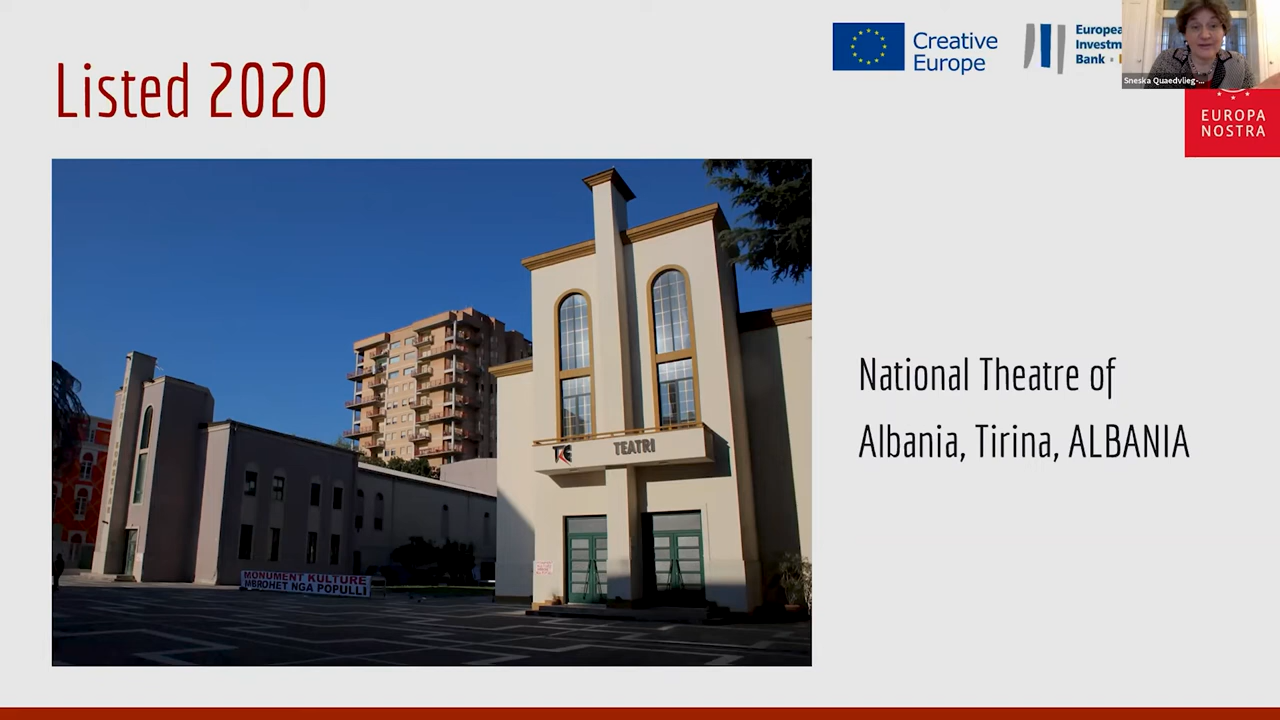 Listed 2020
Creative
Europe
Investm
Bank
Sneska Quaedvlieg-...
EUROPA
NOSTRA
TEATRI
MONUMENT KULTURE
MBROHET NGA POPULLI
National Theatre of
Albania, Tirina, ALBANIA